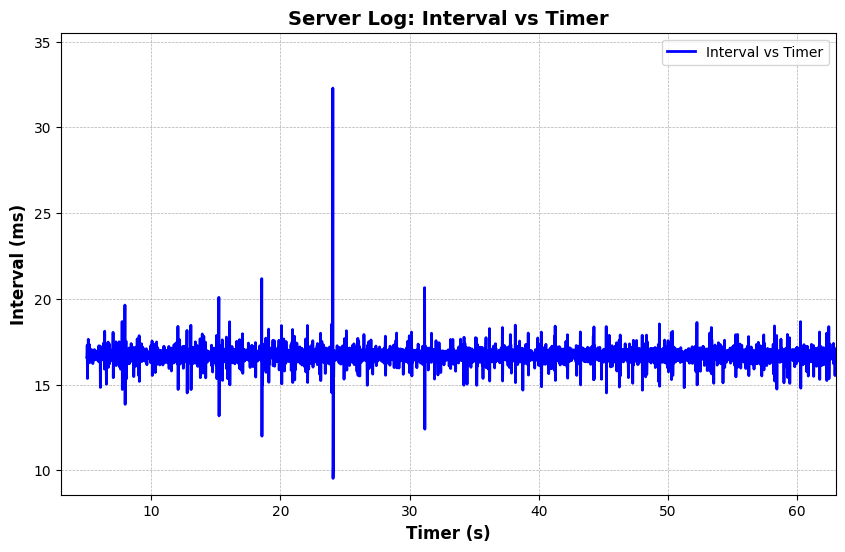 Server Log: Interval vs Timer
Interval vs Timer
35
30
25
20
15
10
Interval (ms)
10 20 30 40 50 60
Timer (s)